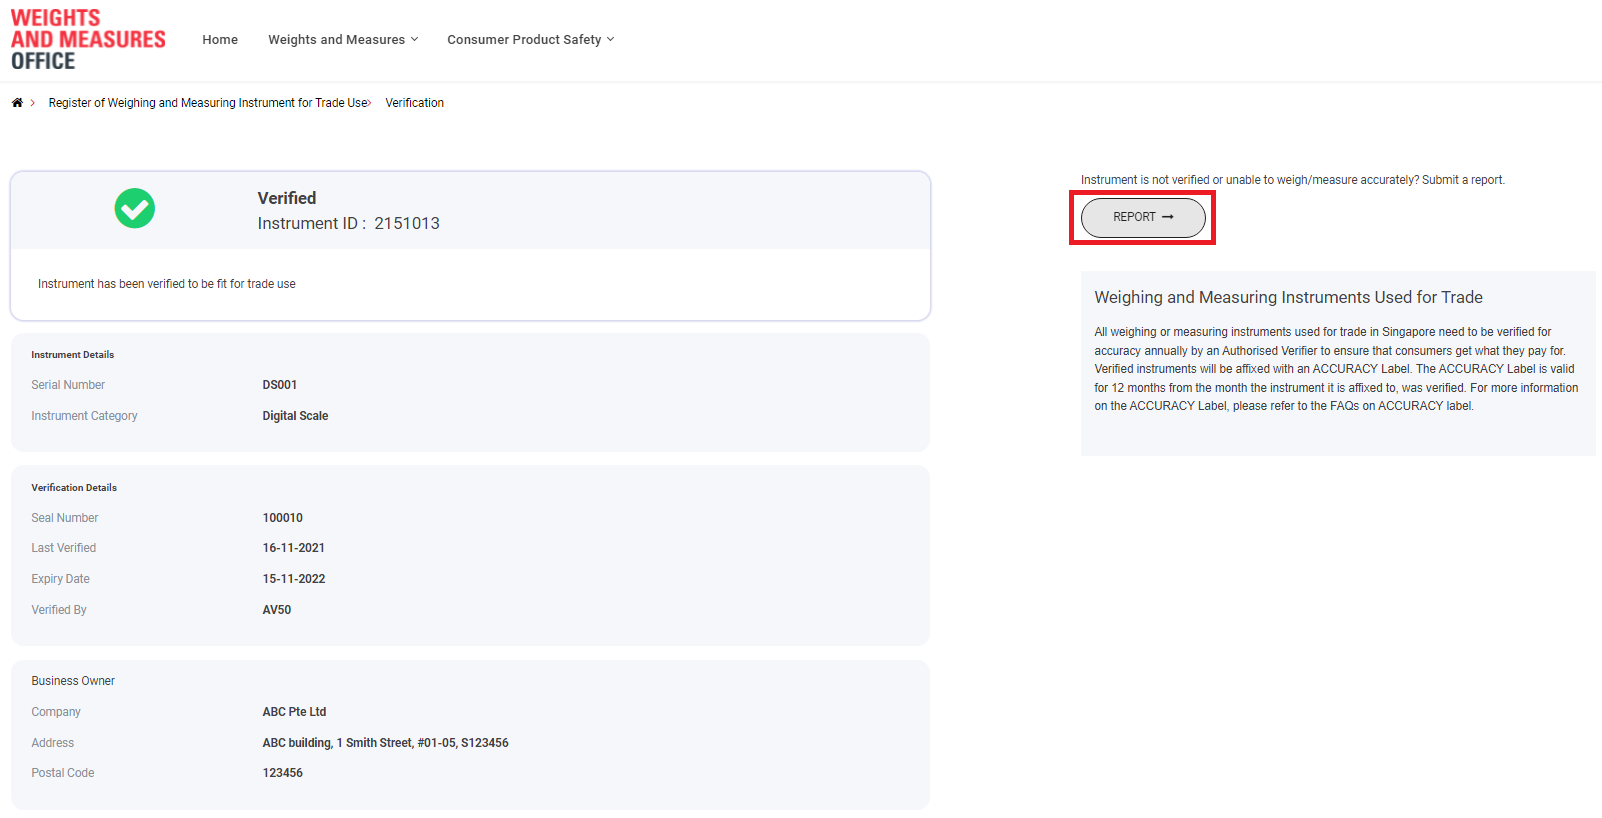 WEIGHTS
AND MEASURES
OFFICE
Home
Weights and Measures
Consumer Product Safety
Register of Weighing and Measuring Instrument for Trade Use
Verification
Verified
Instrument ID : 2151013
Instrument has been verified to be fit for trade use
Instrument Details
Serial Number DS001
Instrument Category Digital Scale
Verification Details
Seal Number 100010
Last Verified 16-11-2021
Expiry Date 15-11-2022
Verified By AV50
Business Owner
Company ABC Pte Ltd
Address ABC building, 1 Smith Street, #01-05, S123456
Postal Code 123456
Instrument is not verified or unable to weigh/measure accurately? Submit a report.
REPORT
Weighing and Measuring Instruments Used for Trade
All weighing or measuring instruments used for trade in Singapore need to be verified for
accuracy annually by an Authorised Verifier to ensure that consumers get what they pay for.
Verified instruments will be affixed with an ACCURACY Label. The ACCURACY Label is valid
for 12 months from the month the instrument it is affixed to, was verified. For more information
on the ACCURACY Label, please refer to the FAQs on ACCURACY label.